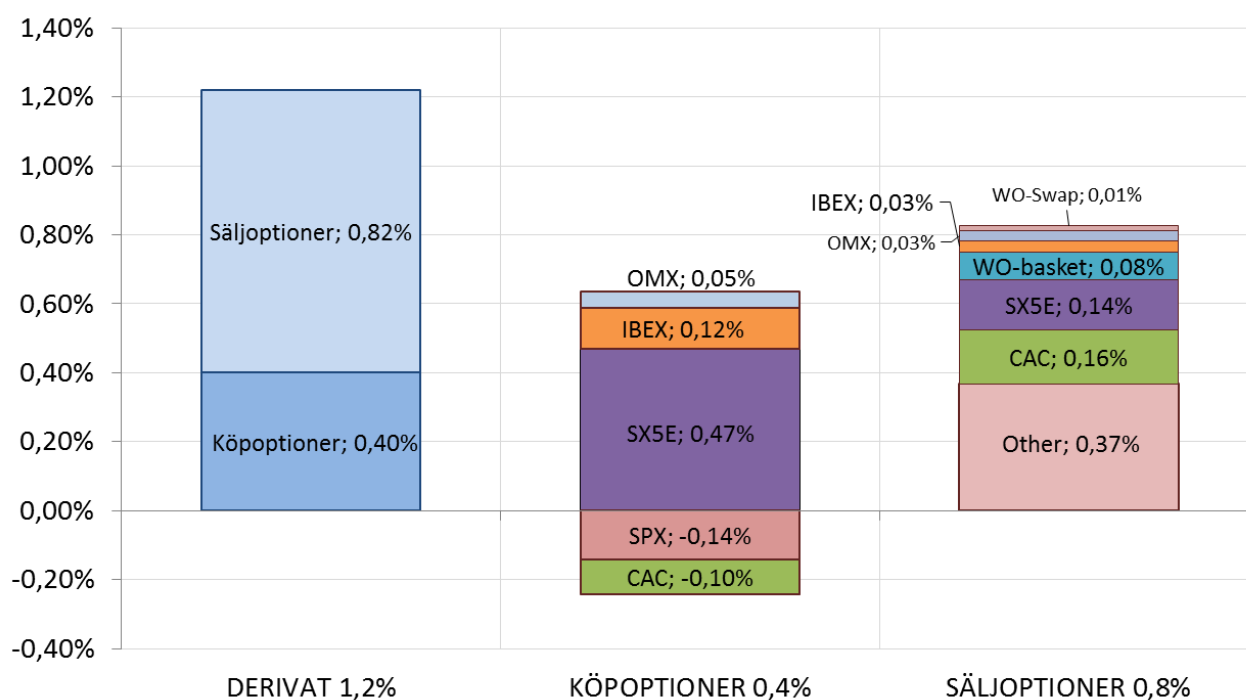 1,40%
1,20%
1,00%
0,80%
0,60%
0,40%
0,20%
0,00%
-0,20%
-0,40%
Säljoptioner; 0,82%
Köpoptioner; 0,40%
OMX; 0,05%
IBEX; 0,12%
SX5E; 0,47%
SPX; -0,14%
CAC; -0,10%
WO-Swap; 0,01%
IBEX; 0,03%
OMX; 0,03%
WO-basket; 0,08%
SX5E; 0,14%
CAC; 0,16%
Other; 0,37%
DERIVAT 1,2%
KÖPOPTIONER 0,4%
SÄLJOPTIONER 0,8%